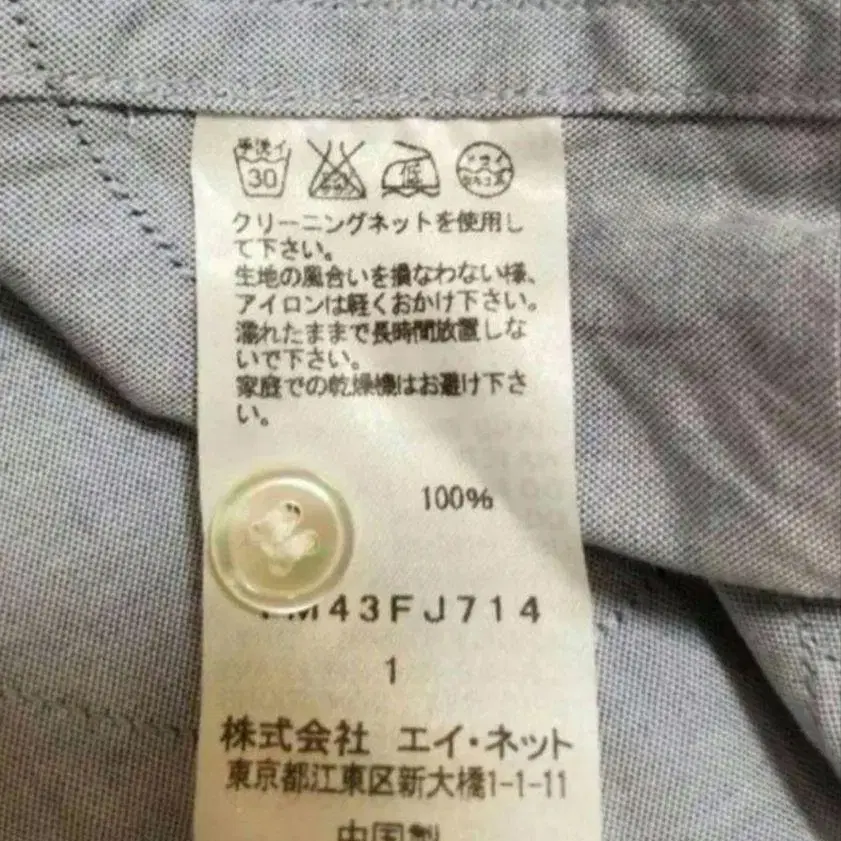 手洗イ
30
低
クリーニングネットを使用し
て下さい。
生地の風合いを損なわない様、
アイロンは軽くおかけ下さい。
濡れたままで長時間放置しな
いで下さい。
家庭での乾燥機はお避け下さ
い。
100%
M43FJ714
1
株式会社 エイ・ネット
東京都江東区新大橋1-1-11
中国製